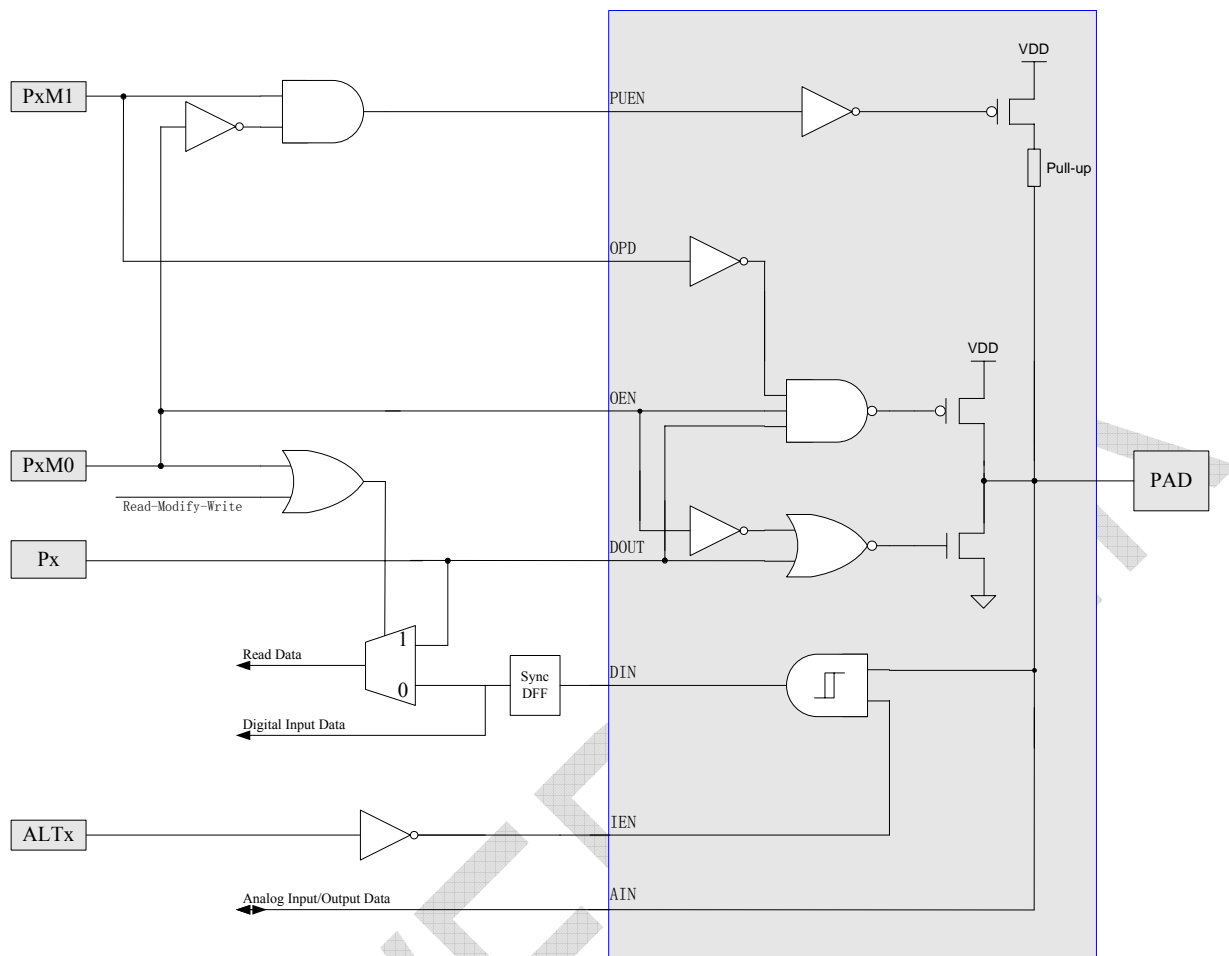 VDD
PxM1
PUEN
Pull-up
OPD
VDD
OEN
PxM0
Read-Modify-Write
PAD
Px
DOUT
1
Read Data
0
Sync
DFF
DIN
Digital Input Data
ALTx
IEN
Analog Input/Output Data
AIN